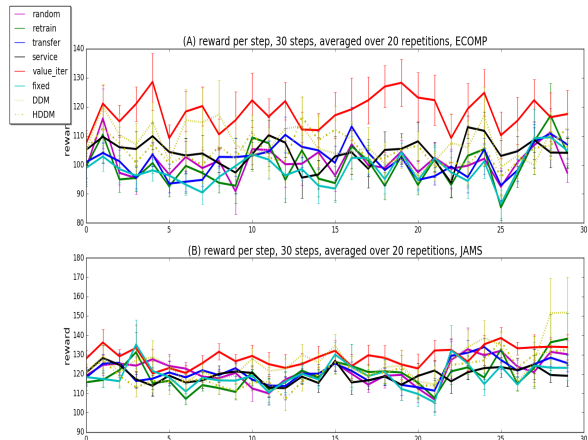 random
retrain
transfer
service
value_iter
fixed
DDM
HDDM
(A) reward per step, 30 steps, averaged over 20 repetitions, ECOMP
140
130
120
110
100
90
80
reward
0 5 10 15 20 25 30
(B) reward per step, 30 steps, averaged over 20 repetitions, JAMS
180
170
160
150
140
130
120
110
100
90
reward
0 5 10 15 20 25 30